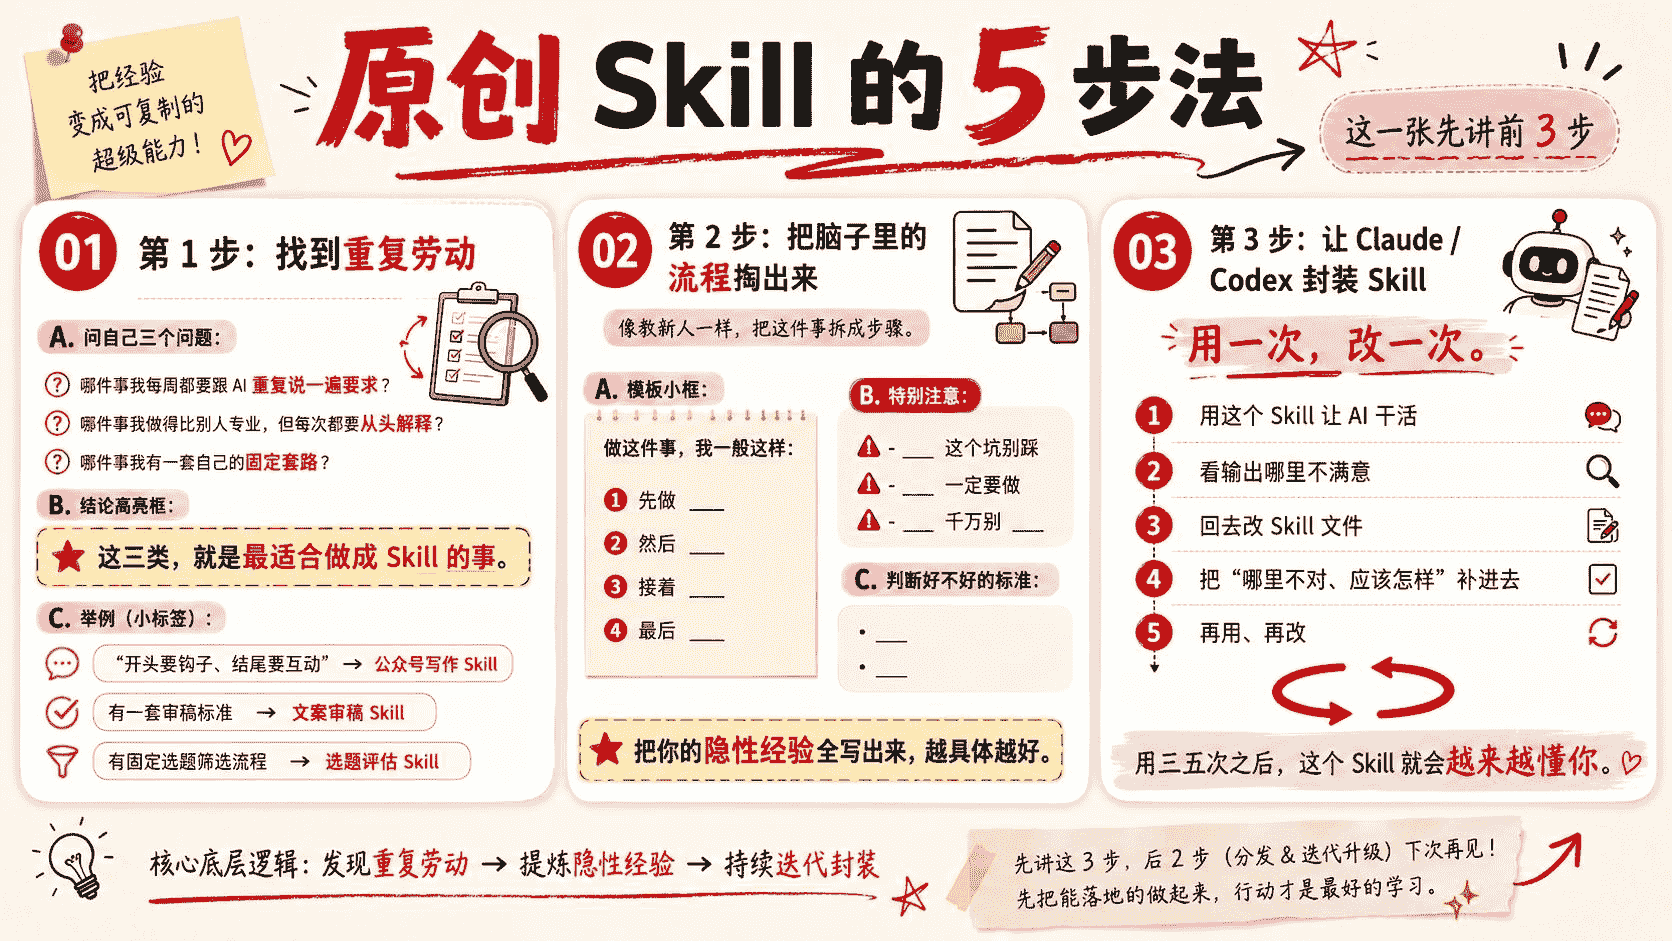 把经验
变成可复制的
超级能力！
原创 Skill 的 5 步法
这一张先讲前 3 步
01
第 1 步：找到重复劳动
A. 问自己三个问题：
? 哪件事我每周都要跟 AI 重复说一遍要求？
? 哪件事我做得比别人专业，但每次都要从头解释？
? 哪件事我有一套自己的固定套路？
B. 结论高亮框：
这三类，就是最适合做成 Skill 的事。
C. 举例（小标签）：
“开头要钩子、结尾要互动” → 公众号写作 Skill
有一套审稿标准 → 文案审稿 Skill
有固定选题筛选流程 → 选题评估 Skill
02
第 2 步：把脑子里的
流程掏出来
像教新人一样，把这件事拆成步骤。
A. 模板小框：
做这件事，我一般这样：
1 先做 ___
2 然后 ___
3 接着 ___
4 最后 ___
B. 特别注意：
! - ___ 这个坑别踩
! - ___ 一定要做
! - ___ 千万别 ___
C. 判断好不好的标准：
• ___
• ___
把你的隐性经验全写出来，越具体越好。
03
第 3 步：让 Claude /
Codex 封装 Skill
用一次，改一次。
1 用这个 Skill 让 AI 干活
2 看输出哪里不满意
3 回去改 Skill 文件
4 把“哪里不对、应该怎样”补进去
5 再用、再改
用三五次之后，这个 Skill 就会越来越懂你。
核心底层逻辑：发现重复劳动 → 提炼隐性经验 → 持续迭代封装
先讲这 3 步，后 2 步（分发 & 迭代升级）下次再见！
先把能落地的做起来，行动才是最好的学习。